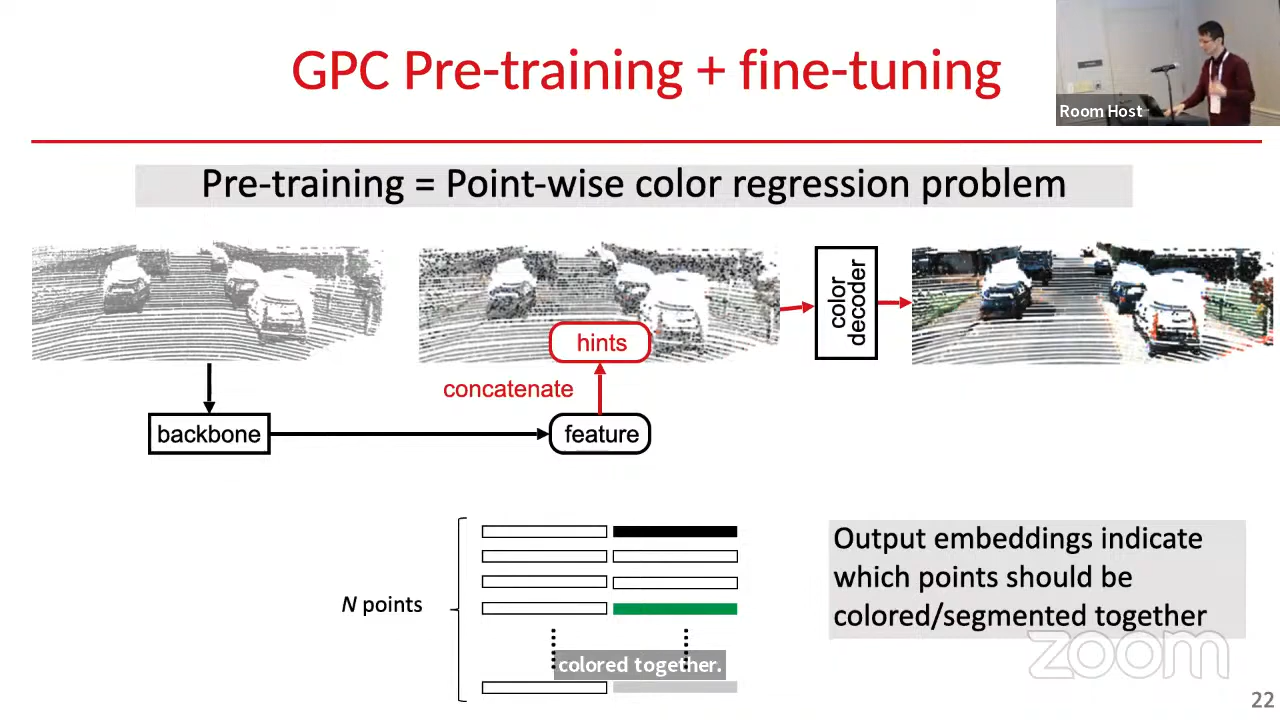 GPC Pre-training + fine-tuning
Room Host
Pre-training = Point-wise color regression problem
hints
color
decoder
concatenate
backbone
feature
N points
Output embeddings indicate
which points should be
colored/segmented together
colored together.
zoom
22